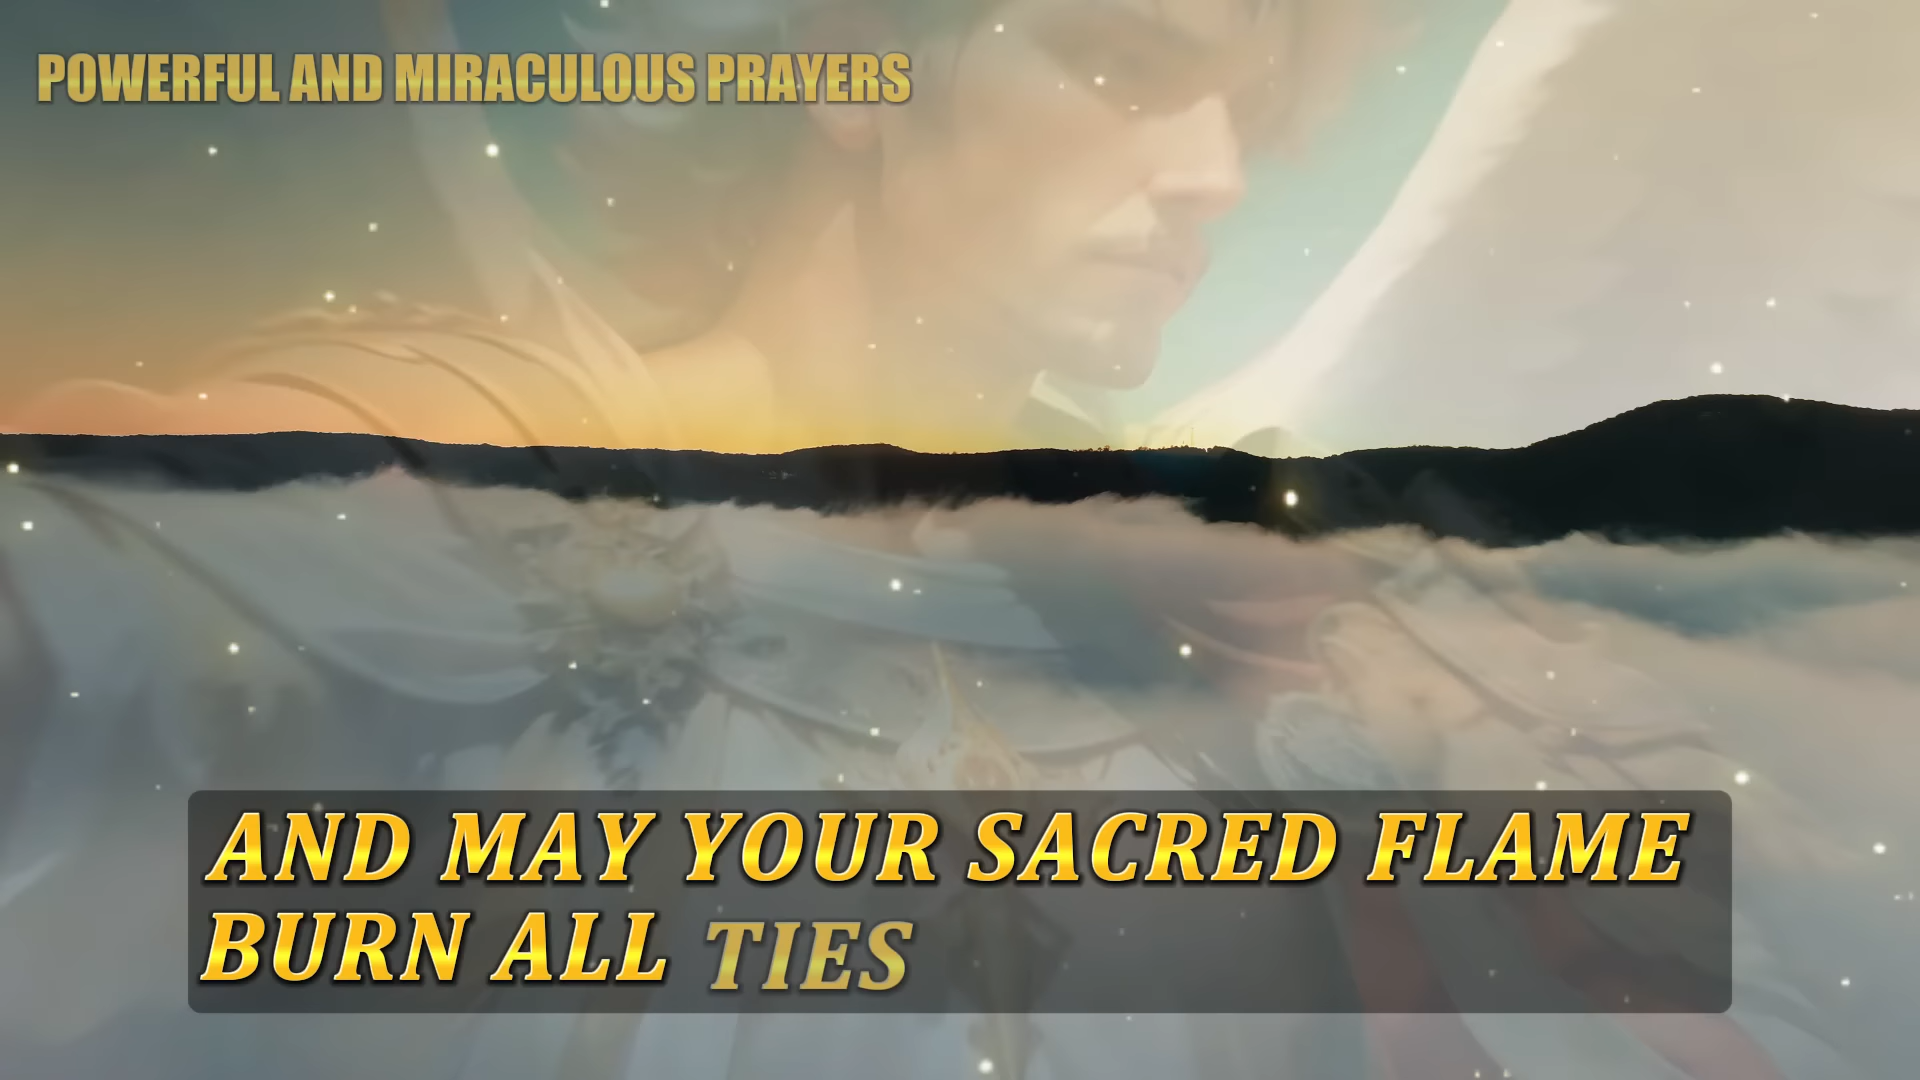 POWERFUL AND MIRACULOUS PRAYERS
AND MAY YOUR SACRED FLAME
BURN ALL TIES